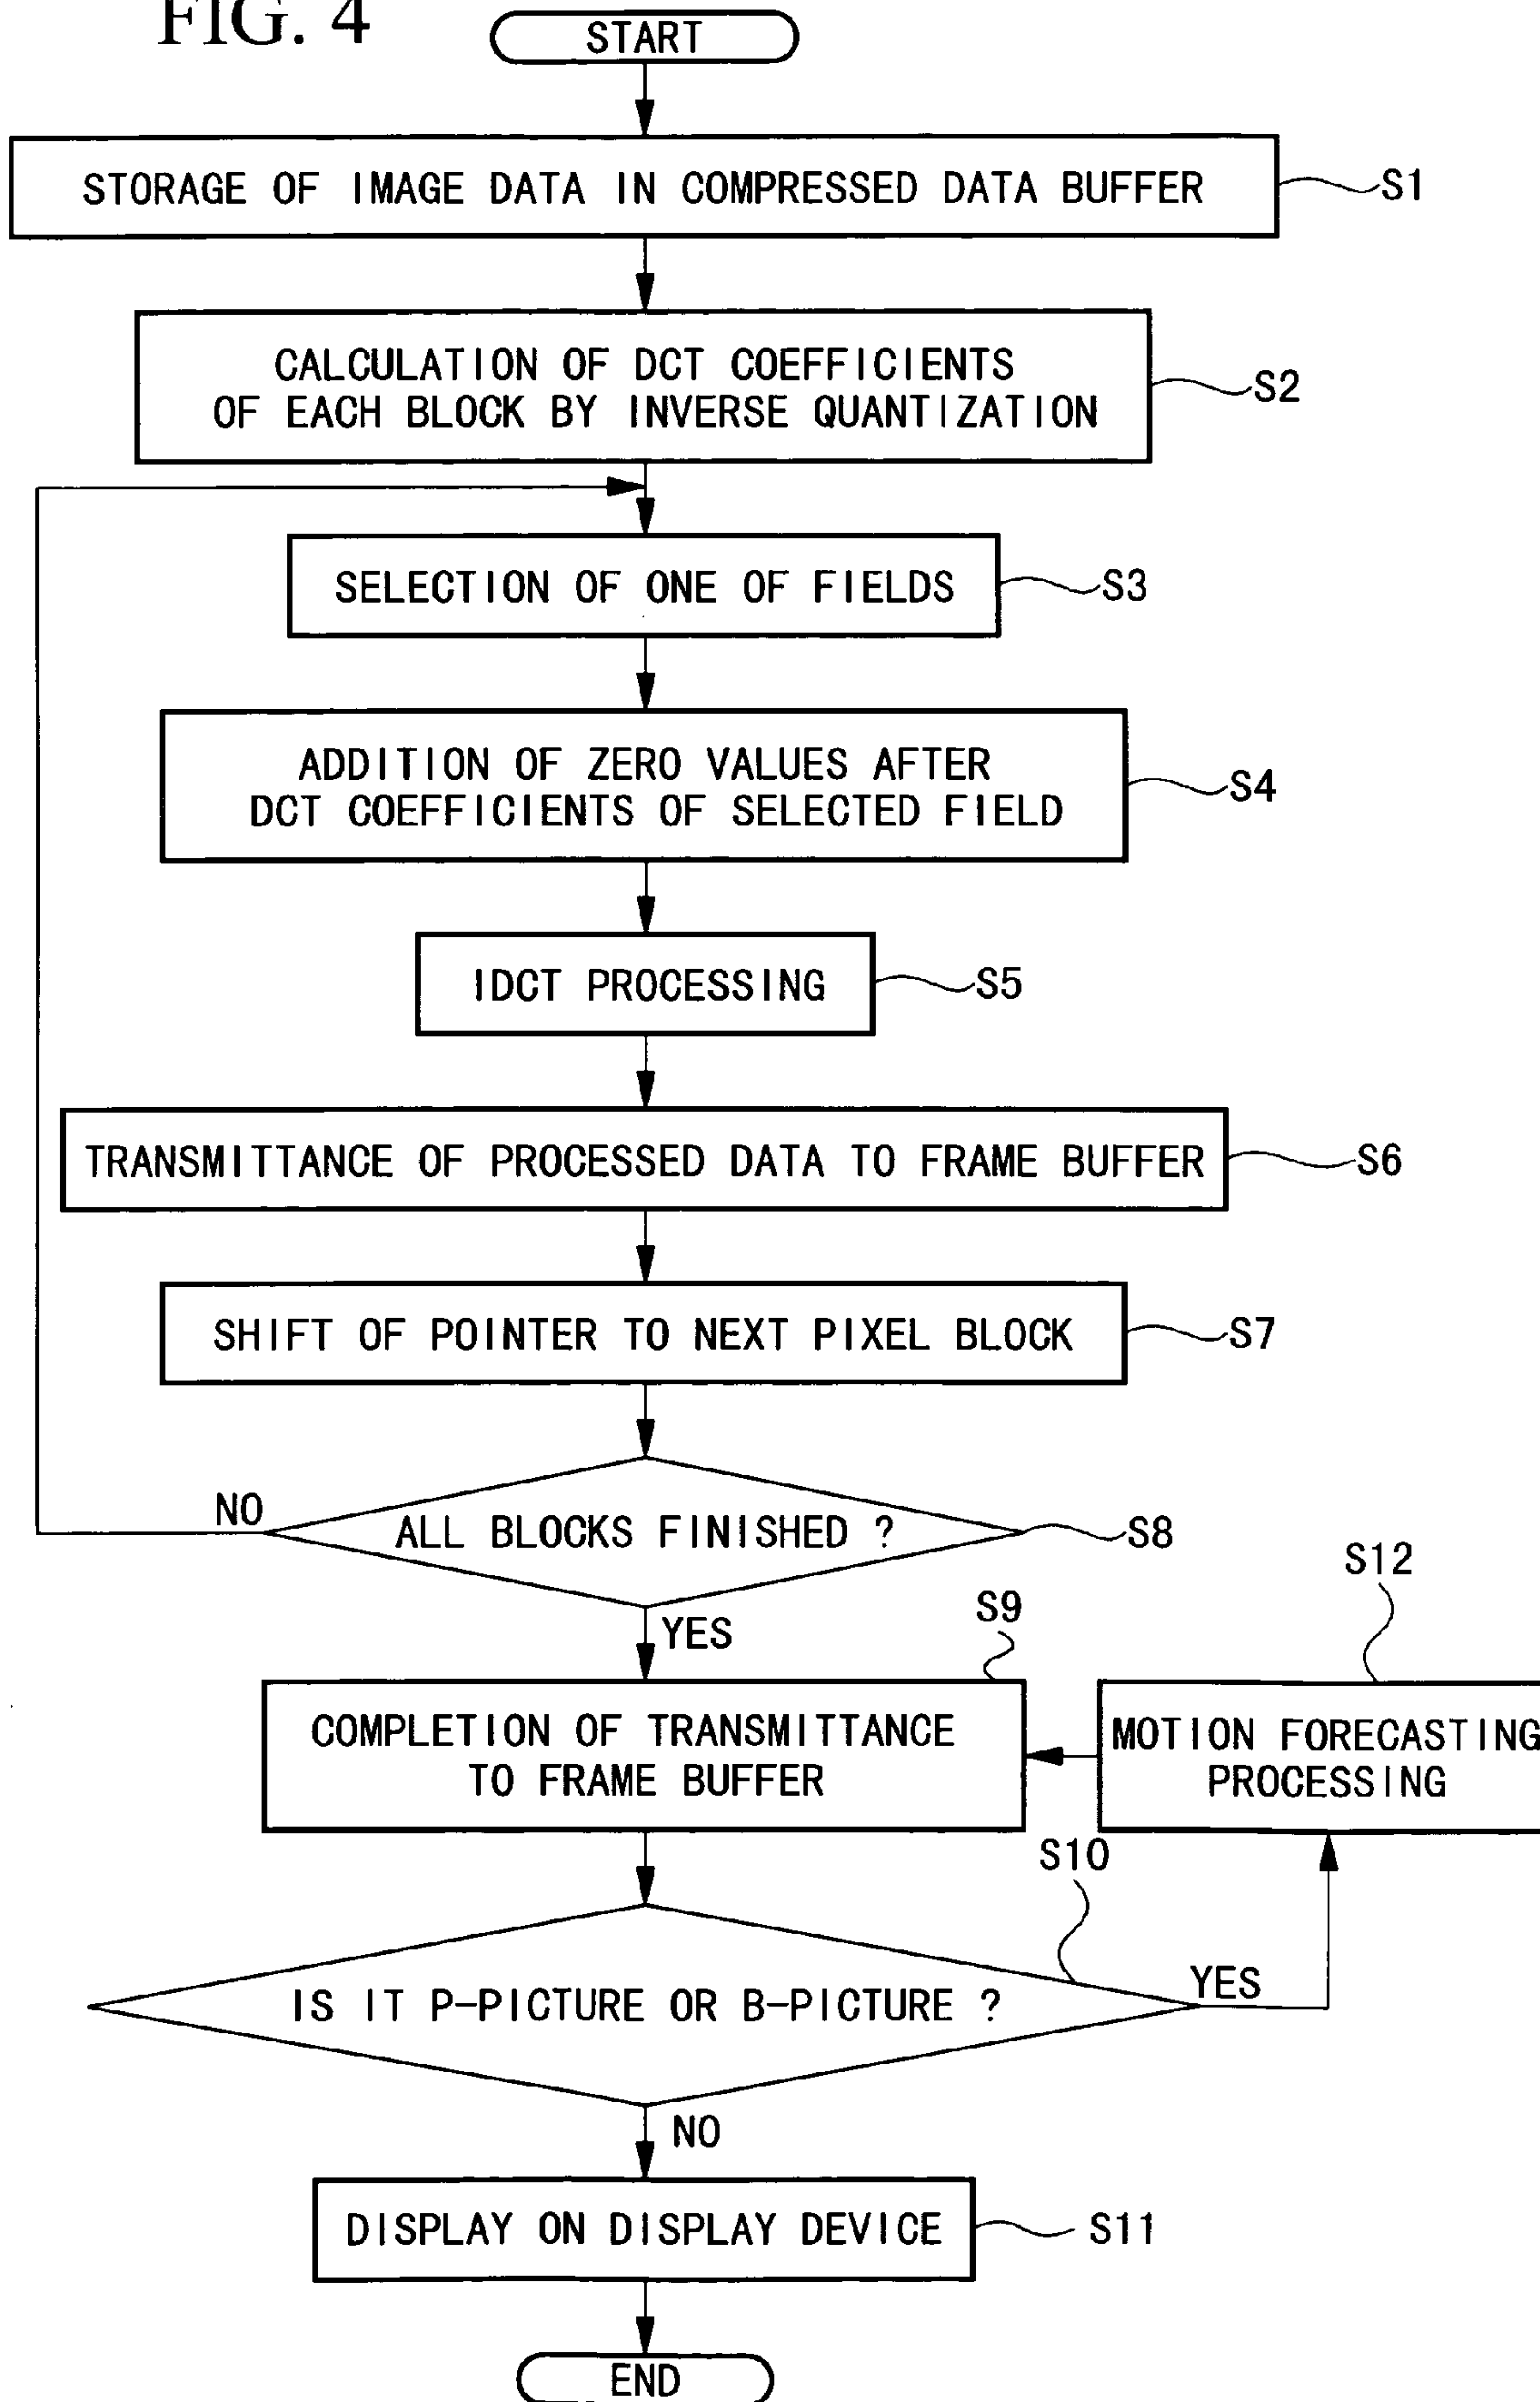 FIG. 4
START
STORAGE OF IMAGE DATA IN COMPRESSED DATA BUFFER
S1
CALCULATION OF DCT COEFFICIENTS
OF EACH BLOCK BY INVERSE QUANTIZATION
S2
SELECTION OF ONE OF FIELDS
S3
ADDITION OF ZERO VALUES AFTER
DCT COEFFICIENTS OF SELECTED FIELD
S4
IDCT PROCESSING
S5
TRANSMITTANCE OF PROCESSED DATA TO FRAME BUFFER
S6
SHIFT OF POINTER TO NEXT PIXEL BLOCK
S7
NO
ALL BLOCKS FINISHED ?
S8
YES
S9
S12
COMPLETION OF TRANSMITTANCE
TO FRAME BUFFER
MOTION FORECASTING
PROCESSING
S10
IS IT P-PICTURE OR B-PICTURE ?
YES
NO
DISPLAY ON DISPLAY DEVICE
S11
END